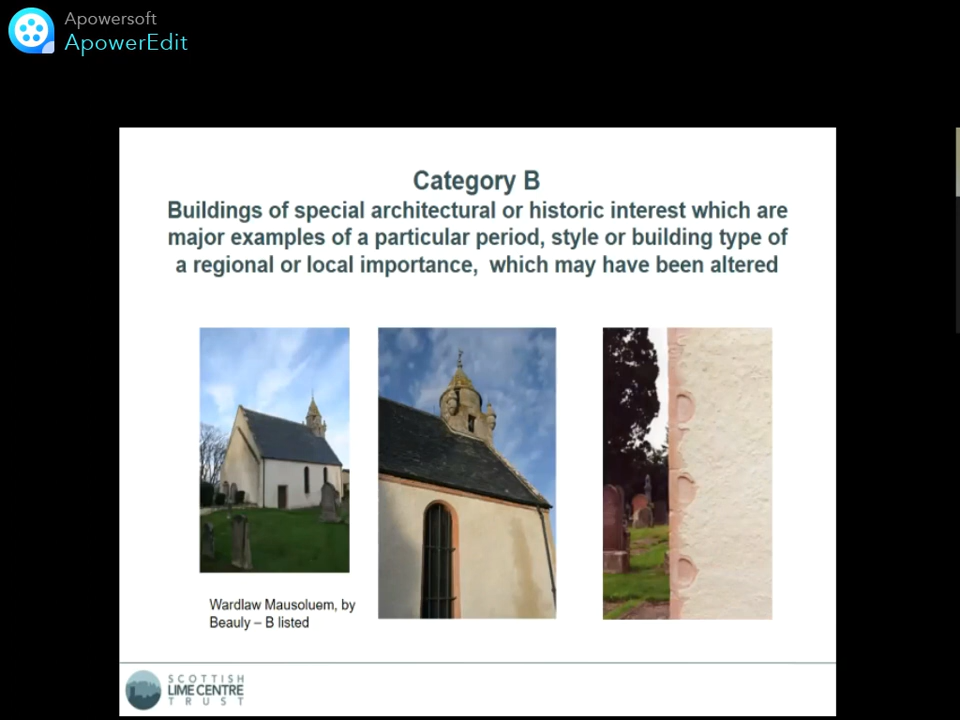 Apowersoft
ApowerEdit
Category B
Buildings of special architectural or historic interest which are
major examples of a particular period, style or building type of
a regional or local importance, which may have been altered
Wardlaw Mausoluem, by
Beauly – B listed
SCOTTISH
LIME CENTRE
TRUST